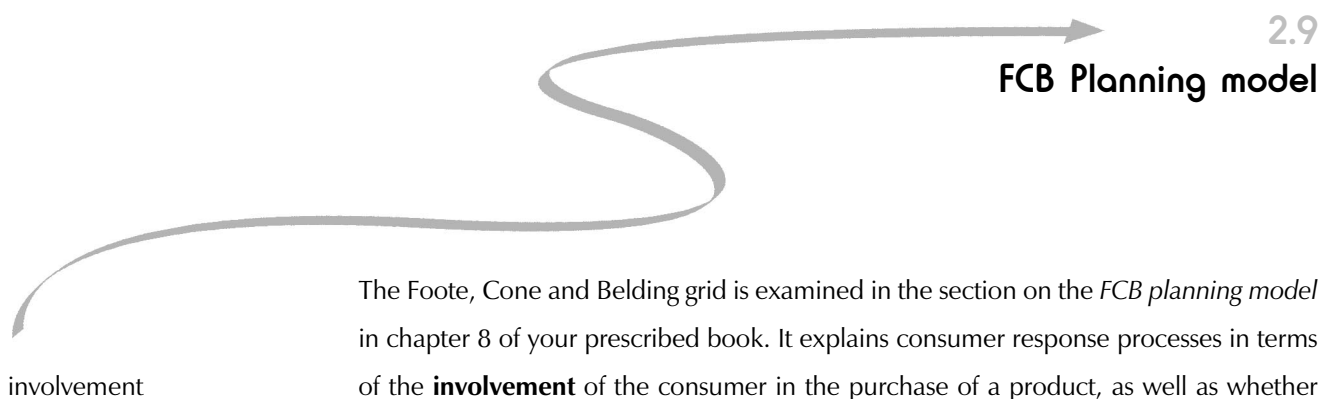 2.9
FCB Planning model
The Foote, Cone and Belding grid is examined in the section on the FCB planning model
in chapter 8 of your prescribed book. It explains consumer response processes in terms
involvement
of the involvement of the consumer in the purchase of a product, as well as whether